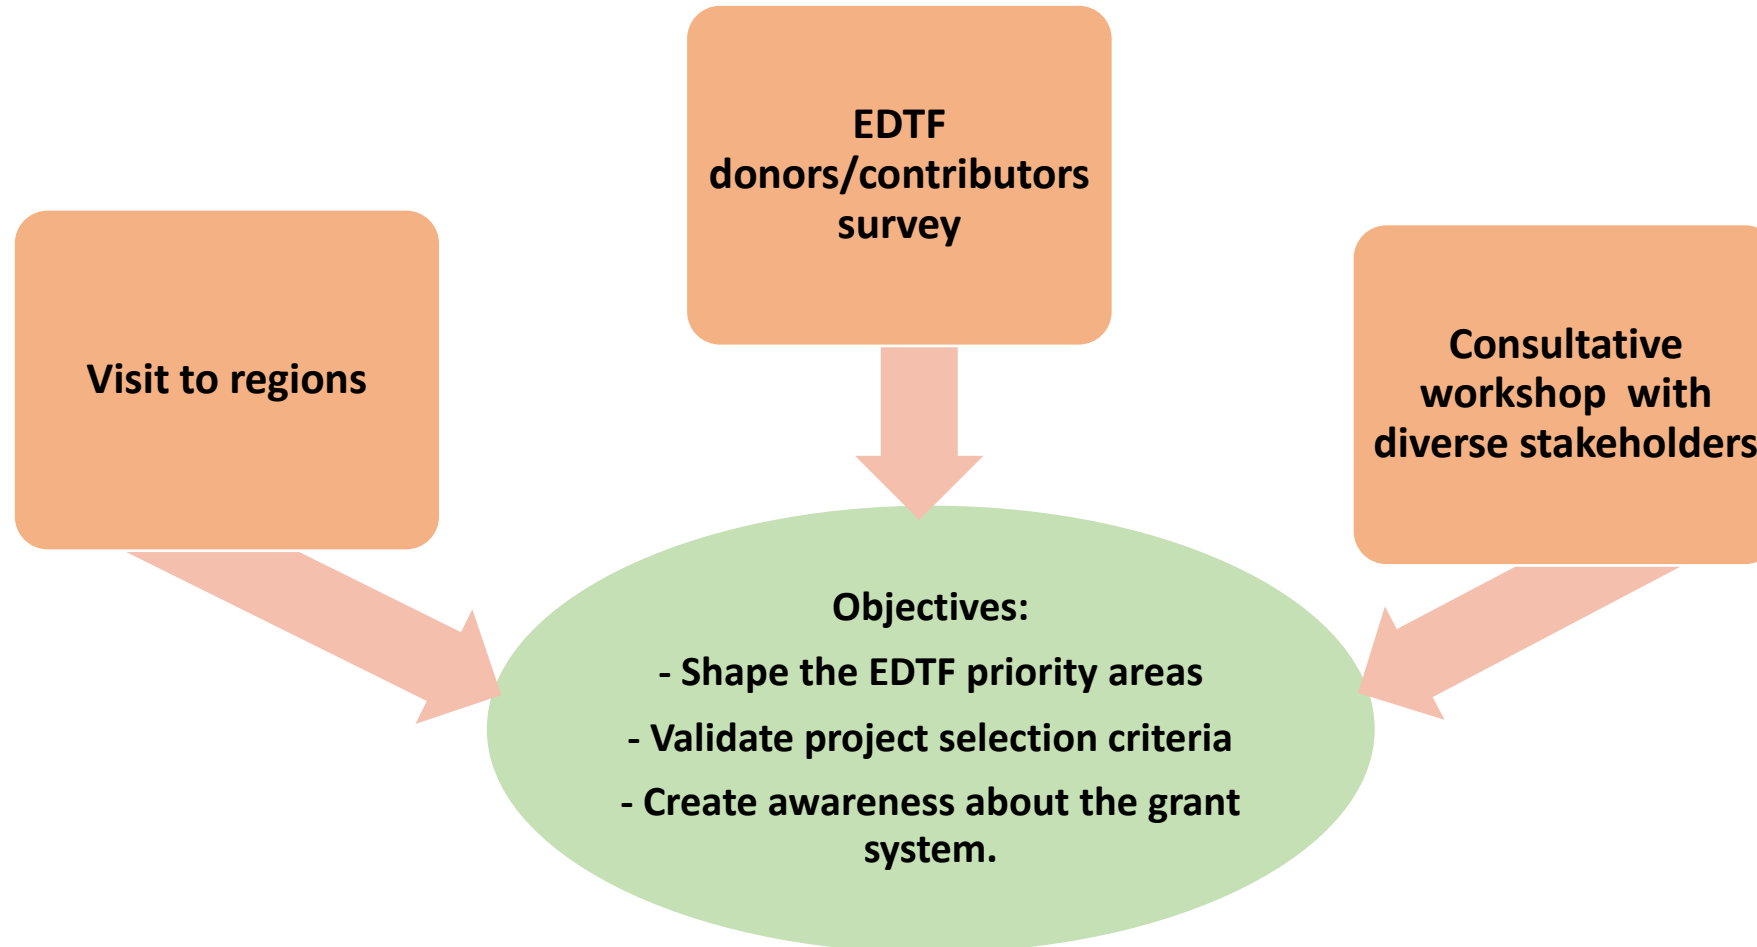 EDTF
donors/contributors
survey
Visit to regions
Consultative
workshop  with
diverse stakeholders
Objectives:
- Shape the EDTF priority areas
- Validate project selection criteria
- Create awareness about the grant
system.